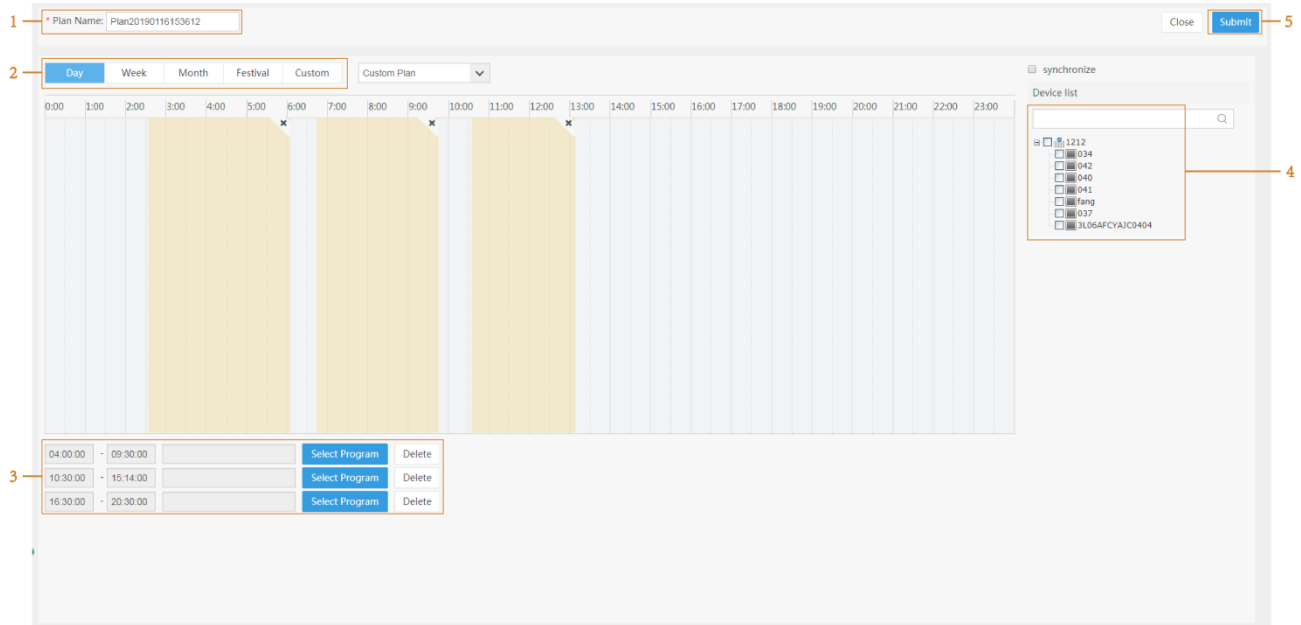 1 * Plan Name: Plan20190116153612 Close Submit 5
2 Day Week Month Festival Custom Custom Plan synchronize
Device list
0:00 1:00 2:00 3:00 4:00 5:00 6:00 7:00 8:00 9:00 10:00 11:00 12:00 13:00 14:00 15:00 16:00 17:00 18:00 19:00 20:00 21:00 22:00 23:00
1212
034
042
040
4
041
fang
037
3L06AFCYAJC0404
04:00:00 - 09:30:00 Select Program Delete
3 10:30:00 - 15:14:00 Select Program Delete
16:30:00 - 20:30:00 Select Program Delete